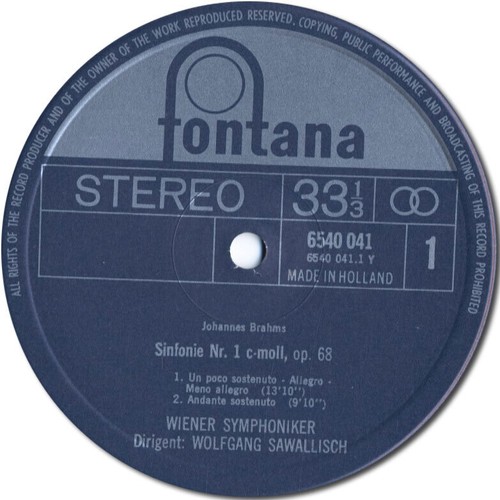 ALL RIGHTS OF THE RECORD PRODUCER AND OF THE OWNER OF THE WORK REPRODUCED RESERVED. COPYING, PUBLIC PERFORMANCE AND BROADCASTING OF THIS RECORD PROHIBITED
fontana
STEREO
33 1/3
6540 041
6540 041.1 Y
MADE IN HOLLAND
1
Johannes Brahms
Sinfonie Nr. 1 c-moll, op. 68
1. Un poco sostenuto - Allegro -
Meno allegro (13'10'')
2. Andante sostenuto (9'10'')
WIENER SYMPHONIKER
Dirigent: WOLFGANG SAWALLISCH